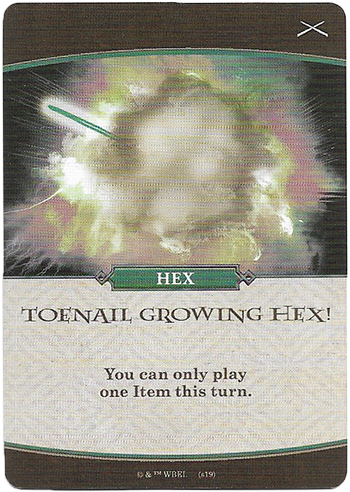 HEX
TOENAIL GROWING HEX!
You can only play
one Item this turn.
© & ™ WBEI. (s19)